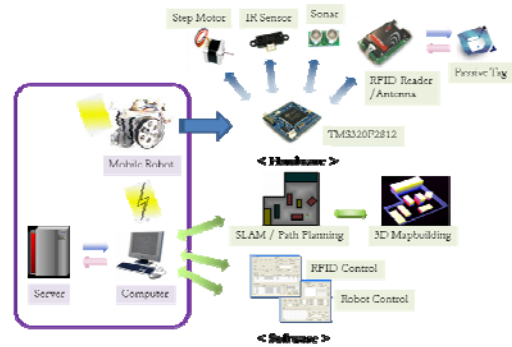 Step Motor
IR Sensor
Sonar
RFID Reader
/Antenna
Passive Tag
TMS320F2812
Mobile Robot
< Hardware >
SLAM / Path Planning
3D Mapbuilding
Server
Computer
RFID Control
Robot Control
< Software >